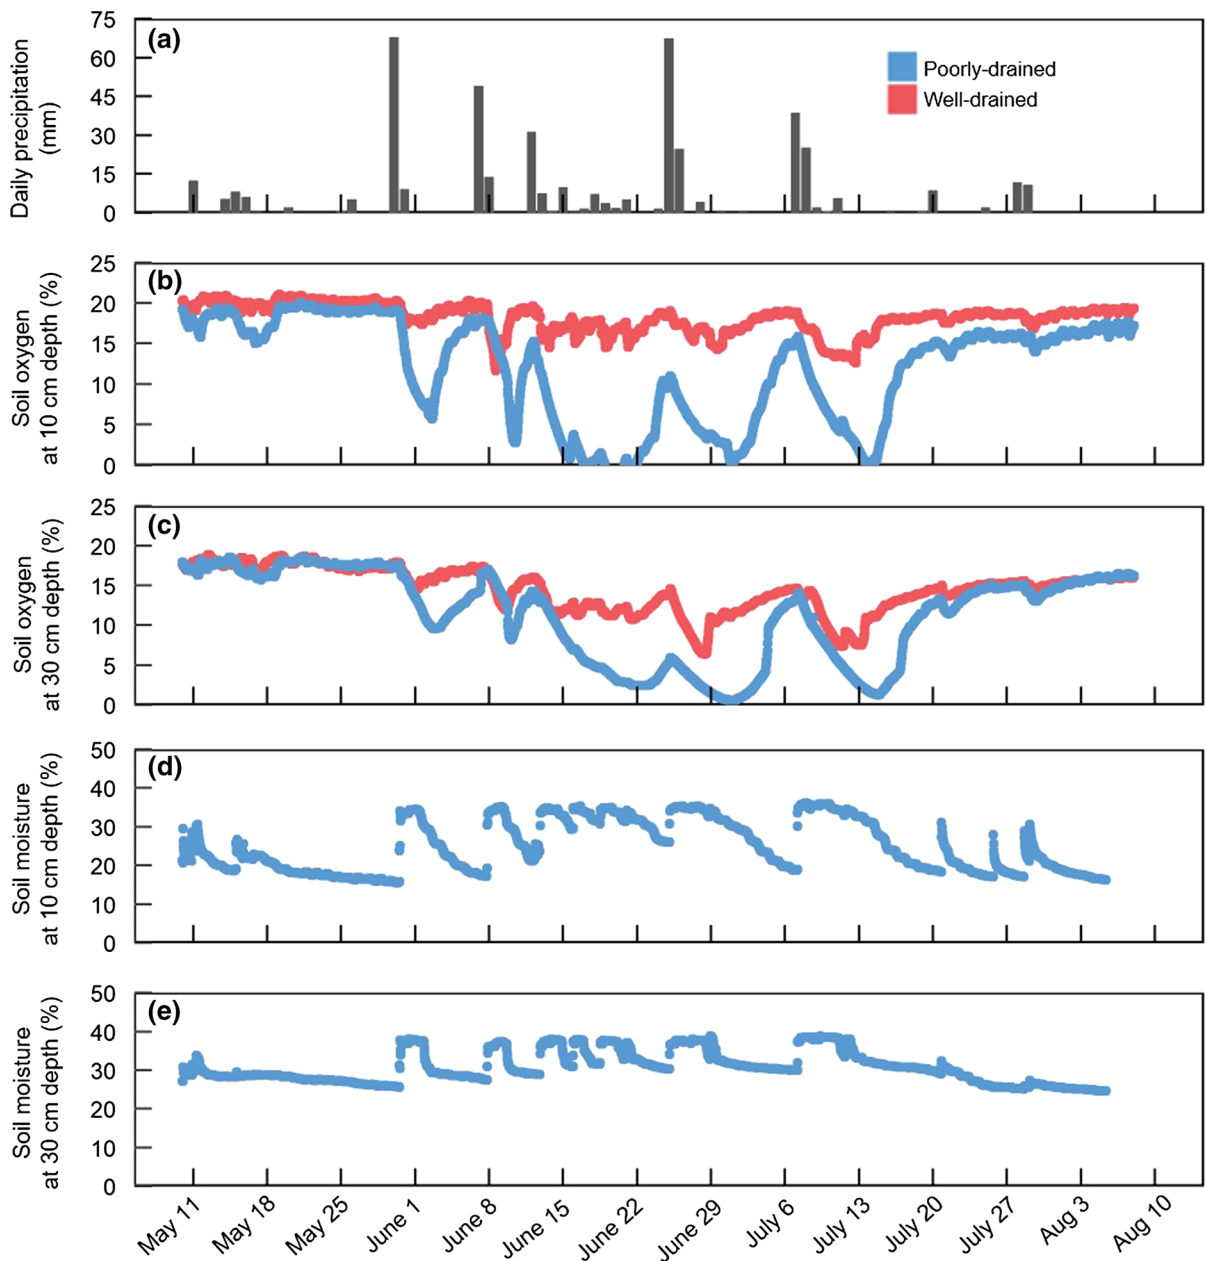 (a)
Daily precipitation
(mm)
75
60
45
30
15
0
Poorly-drained
Well-drained
(b)
Soil oxygen
at 10 cm depth (%)
25
20
15
10
5
0
(c)
Soil oxygen
at 30 cm depth (%)
25
20
15
10
5
0
(d)
Soil moisture
at 10 cm depth (%)
50
40
30
20
10
0
(e)
Soil moisture
at 30 cm depth (%)
50
40
30
20
10
0
May 11
May 18
May 25
June 1
June 8
June 15
June 22
June 29
July 6
July 13
July 20
July 27
Aug 3
Aug 10